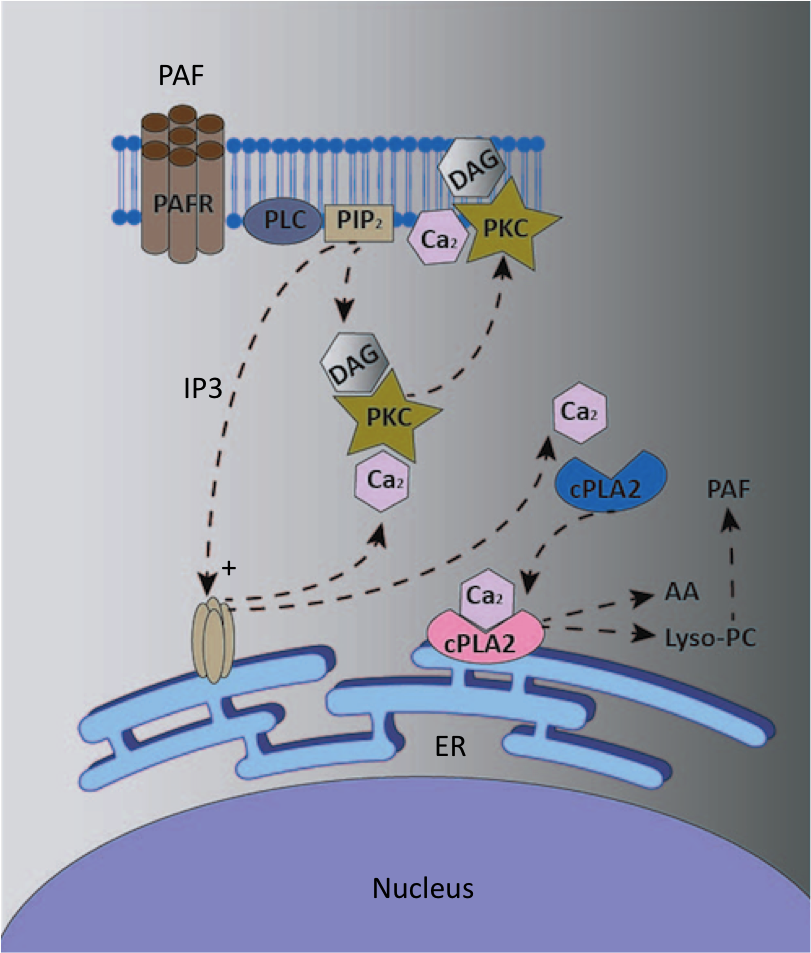 PAF
DAG
PAFR
PLC
PIP₂
Ca₂
PKC
DAG
IP3
PKC
Ca₂
Ca₂
cPLA2
PAF
+
Ca₂
AA
cPLA2
Lyso-PC
ER
Nucleus